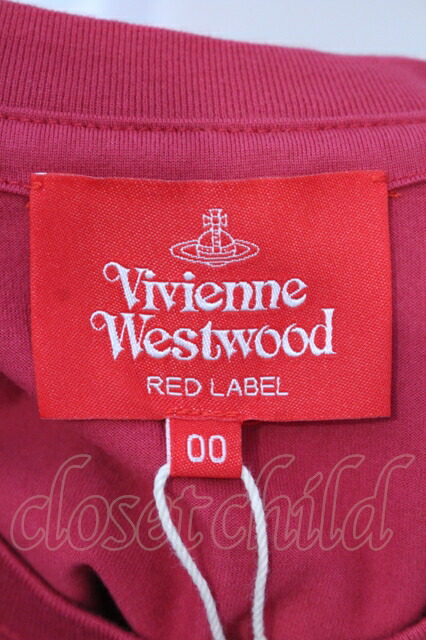 Vivienne
Westwood
RED LABEL
00
closet child